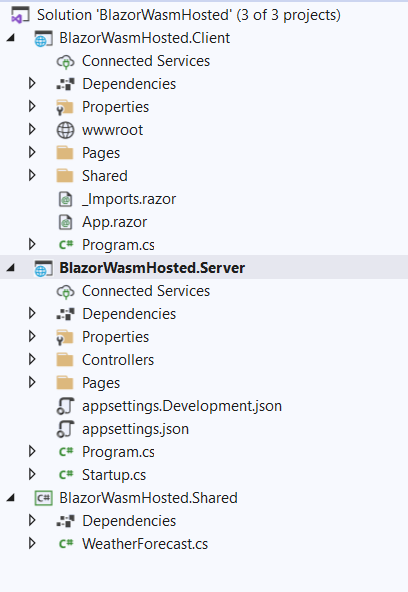 Solution 'BlazorWasmHosted' (3 of 3 projects)
BlazorWasmHosted.Client
Connected Services
Dependencies
Properties
wwwroot
Pages
Shared
_Imports.razor
App.razor
C# Program.cs
BlazorWasmHosted.Server
Connected Services
Dependencies
Properties
Controllers
Pages
appsettings.Development.json
appsettings.json
C# Program.cs
C# Startup.cs
C# BlazorWasmHosted.Shared
Dependencies
C# WeatherForecast.cs